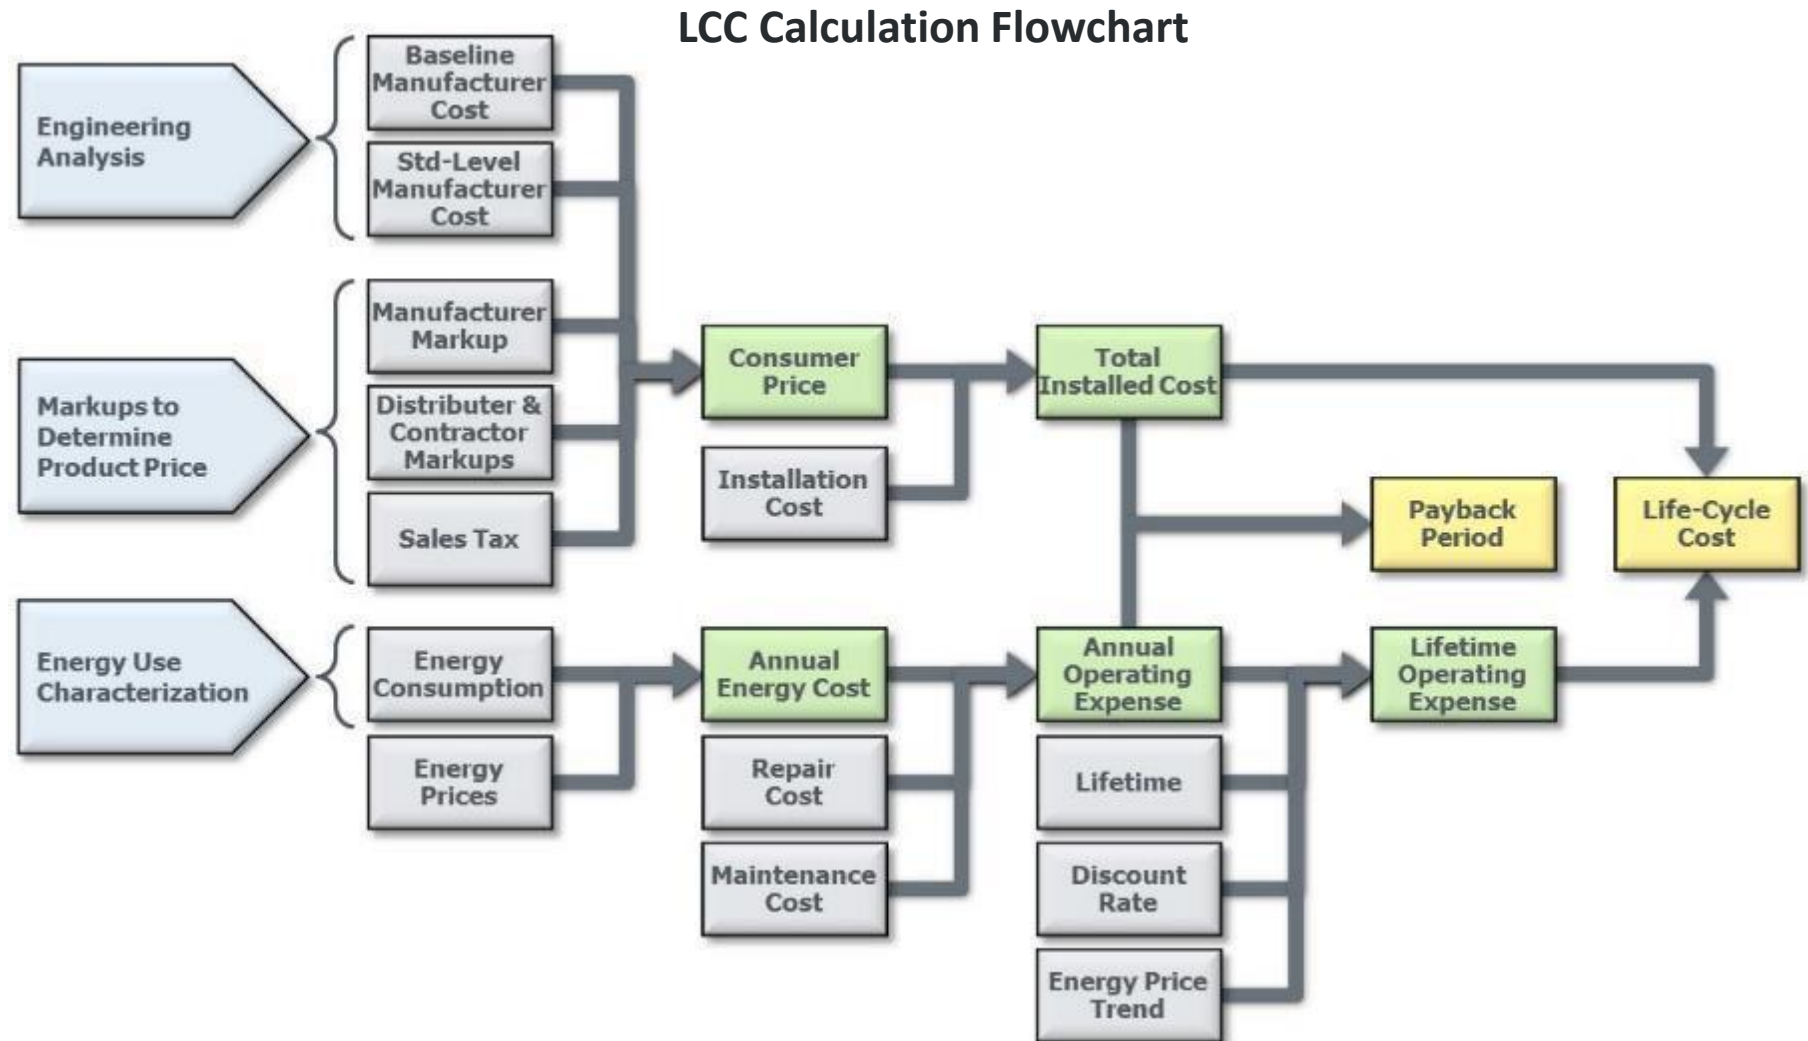 LCC Calculation Flowchart
Engineering
Analysis
Baseline
Manufacturer
Cost
Std-Level
Manufacturer
Cost
Markups to
Determine
Product Price
Manufacturer
Markup
Distributer &
Contractor
Markups
Sales Tax
Consumer
Price
Installation
Cost
Total
Installed Cost
Payback
Period
Life-Cycle
Cost
Energy Use
Characterization
Energy
Consumption
Energy
Prices
Annual
Energy Cost
Repair
Cost
Maintenance
Cost
Annual
Operating
Expense
Lifetime
Discount
Rate
Energy Price
Trend
Lifetime
Operating
Expense